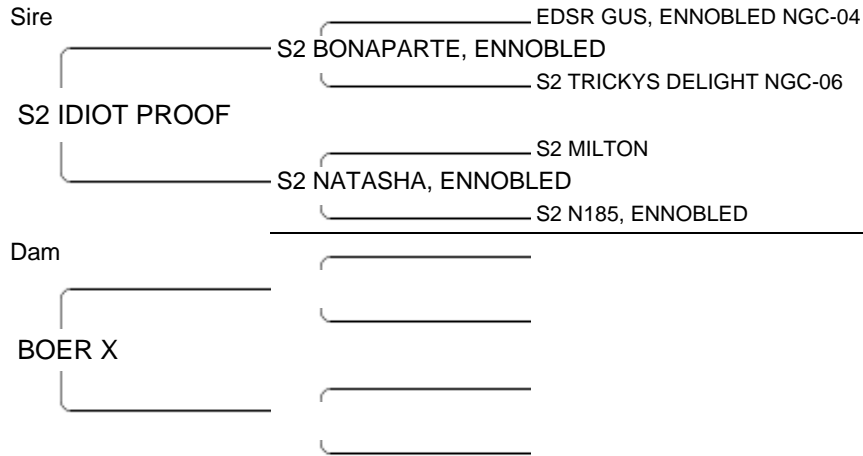 Sire
EDSR GUS, ENNOBLED NGC-04
S2 BONAPARTE, ENNOBLED
S2 TRICKYS DELIGHT NGC-06
S2 IDIOT PROOF
S2 MILTON
S2 NATASHA, ENNOBLED
S2 N185, ENNOBLED
Dam
BOER X